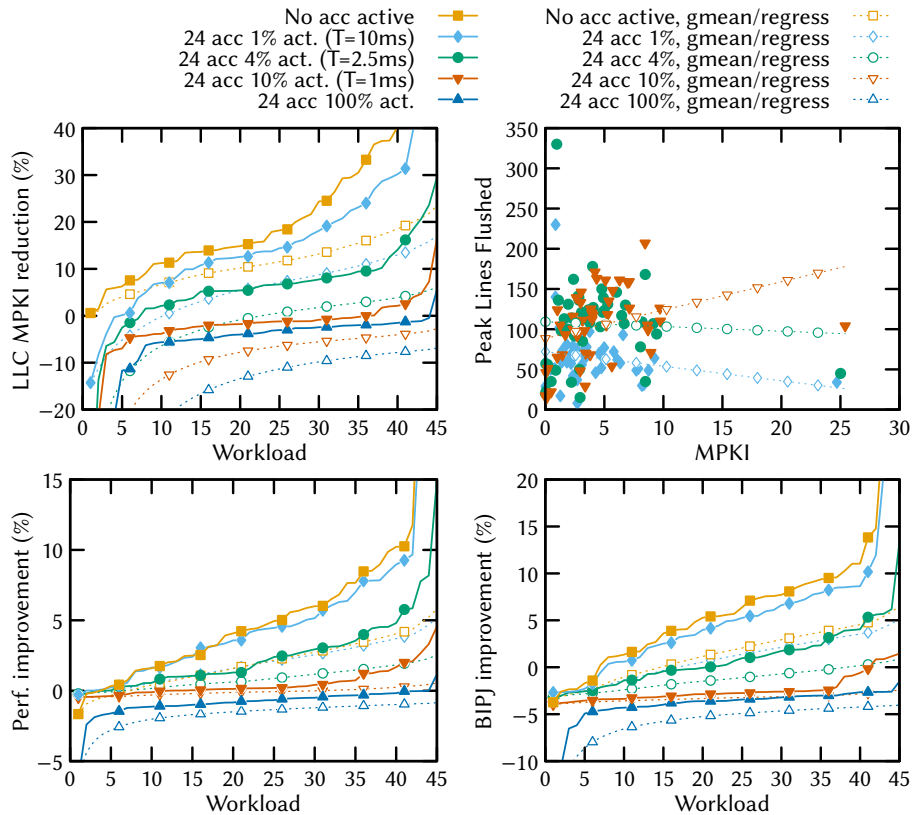 No acc active
24 acc 1% act. (T=10ms)
24 acc 4% act. (T=2.5ms)
24 acc 10% act. (T=1ms)
24 acc 100% act.
No acc active, gmean/regress
24 acc 1%, gmean/regress
24 acc 4%, gmean/regress
24 acc 10%, gmean/regress
24 acc 100%, gmean/regress
LLC MPKI reduction (%)
40
30
20
10
0
−10
−20
0 5 10 15 20 25 30 35 40 45
Workload
Peak Lines Flushed
350
300
250
200
150
100
50
0
0 5 10 15 20 25 30
MPKI
Perf. improvement (%)
15
10
5
0
−5
0 5 10 15 20 25 30 35 40 45
Workload
BIPJ improvement (%)
20
15
10
5
0
−5
−10
0 5 10 15 20 25 30 35 40 45
Workload